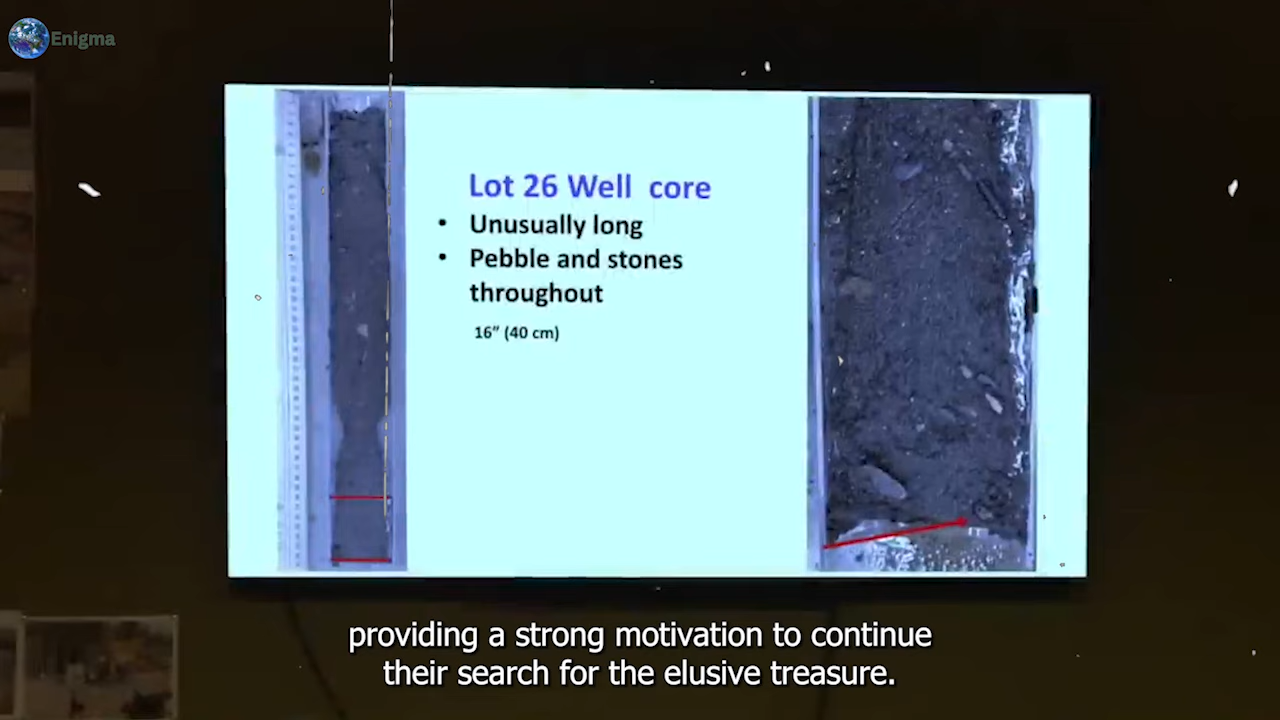 Enigma
Lot 26 Well core
• Unusually long
• Pebble and stones
throughout
16” (40 cm)
providing a strong motivation to continue
their search for the elusive treasure.